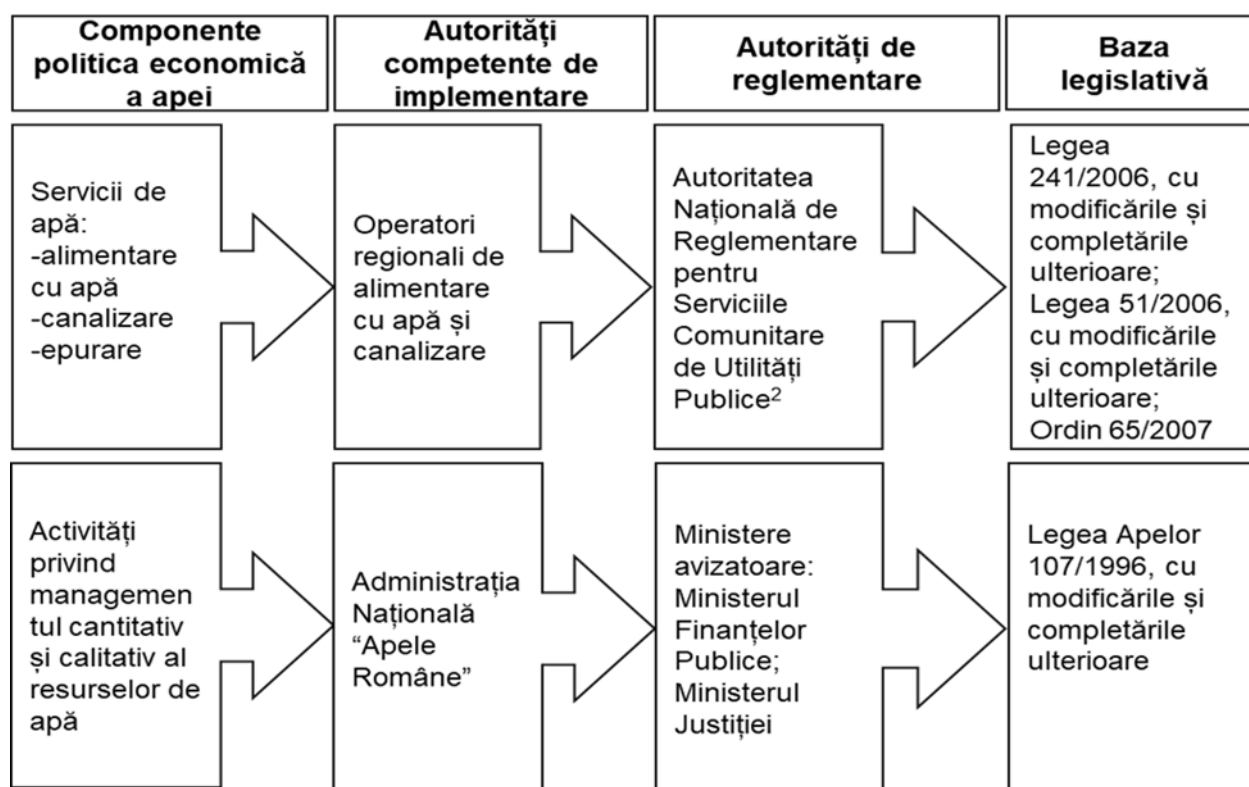 Componente
politica economică
a apei
Autorități
competente de
implementare
Autorități de
reglementare
Baza
legislativă
Servicii de
apă:
-alimentare
cu apă
-canalizare
-epurare
Operatori
regionali de
alimentare
cu apă și
canalizare
Autoritatea
Națională de
Reglementare
pentru
Serviciile
Comunitare
de Utilități
Publice²
Legea
241/2006, cu
modificările și
completările
ulterioare;
Legea 51/2006,
cu modificările
și completările
ulterioare;
Ordin 65/2007
Activități
privind
managemen
tul cantitativ
și calitativ al
resurselor de
apă
Administrația
Națională
“Apele
Române”
Ministere
avizatoare:
Ministerul
Finanțelor
Publice;
Ministerul
Justiției
Legea Apelor
107/1996, cu
modificările și
completările
ulterioare